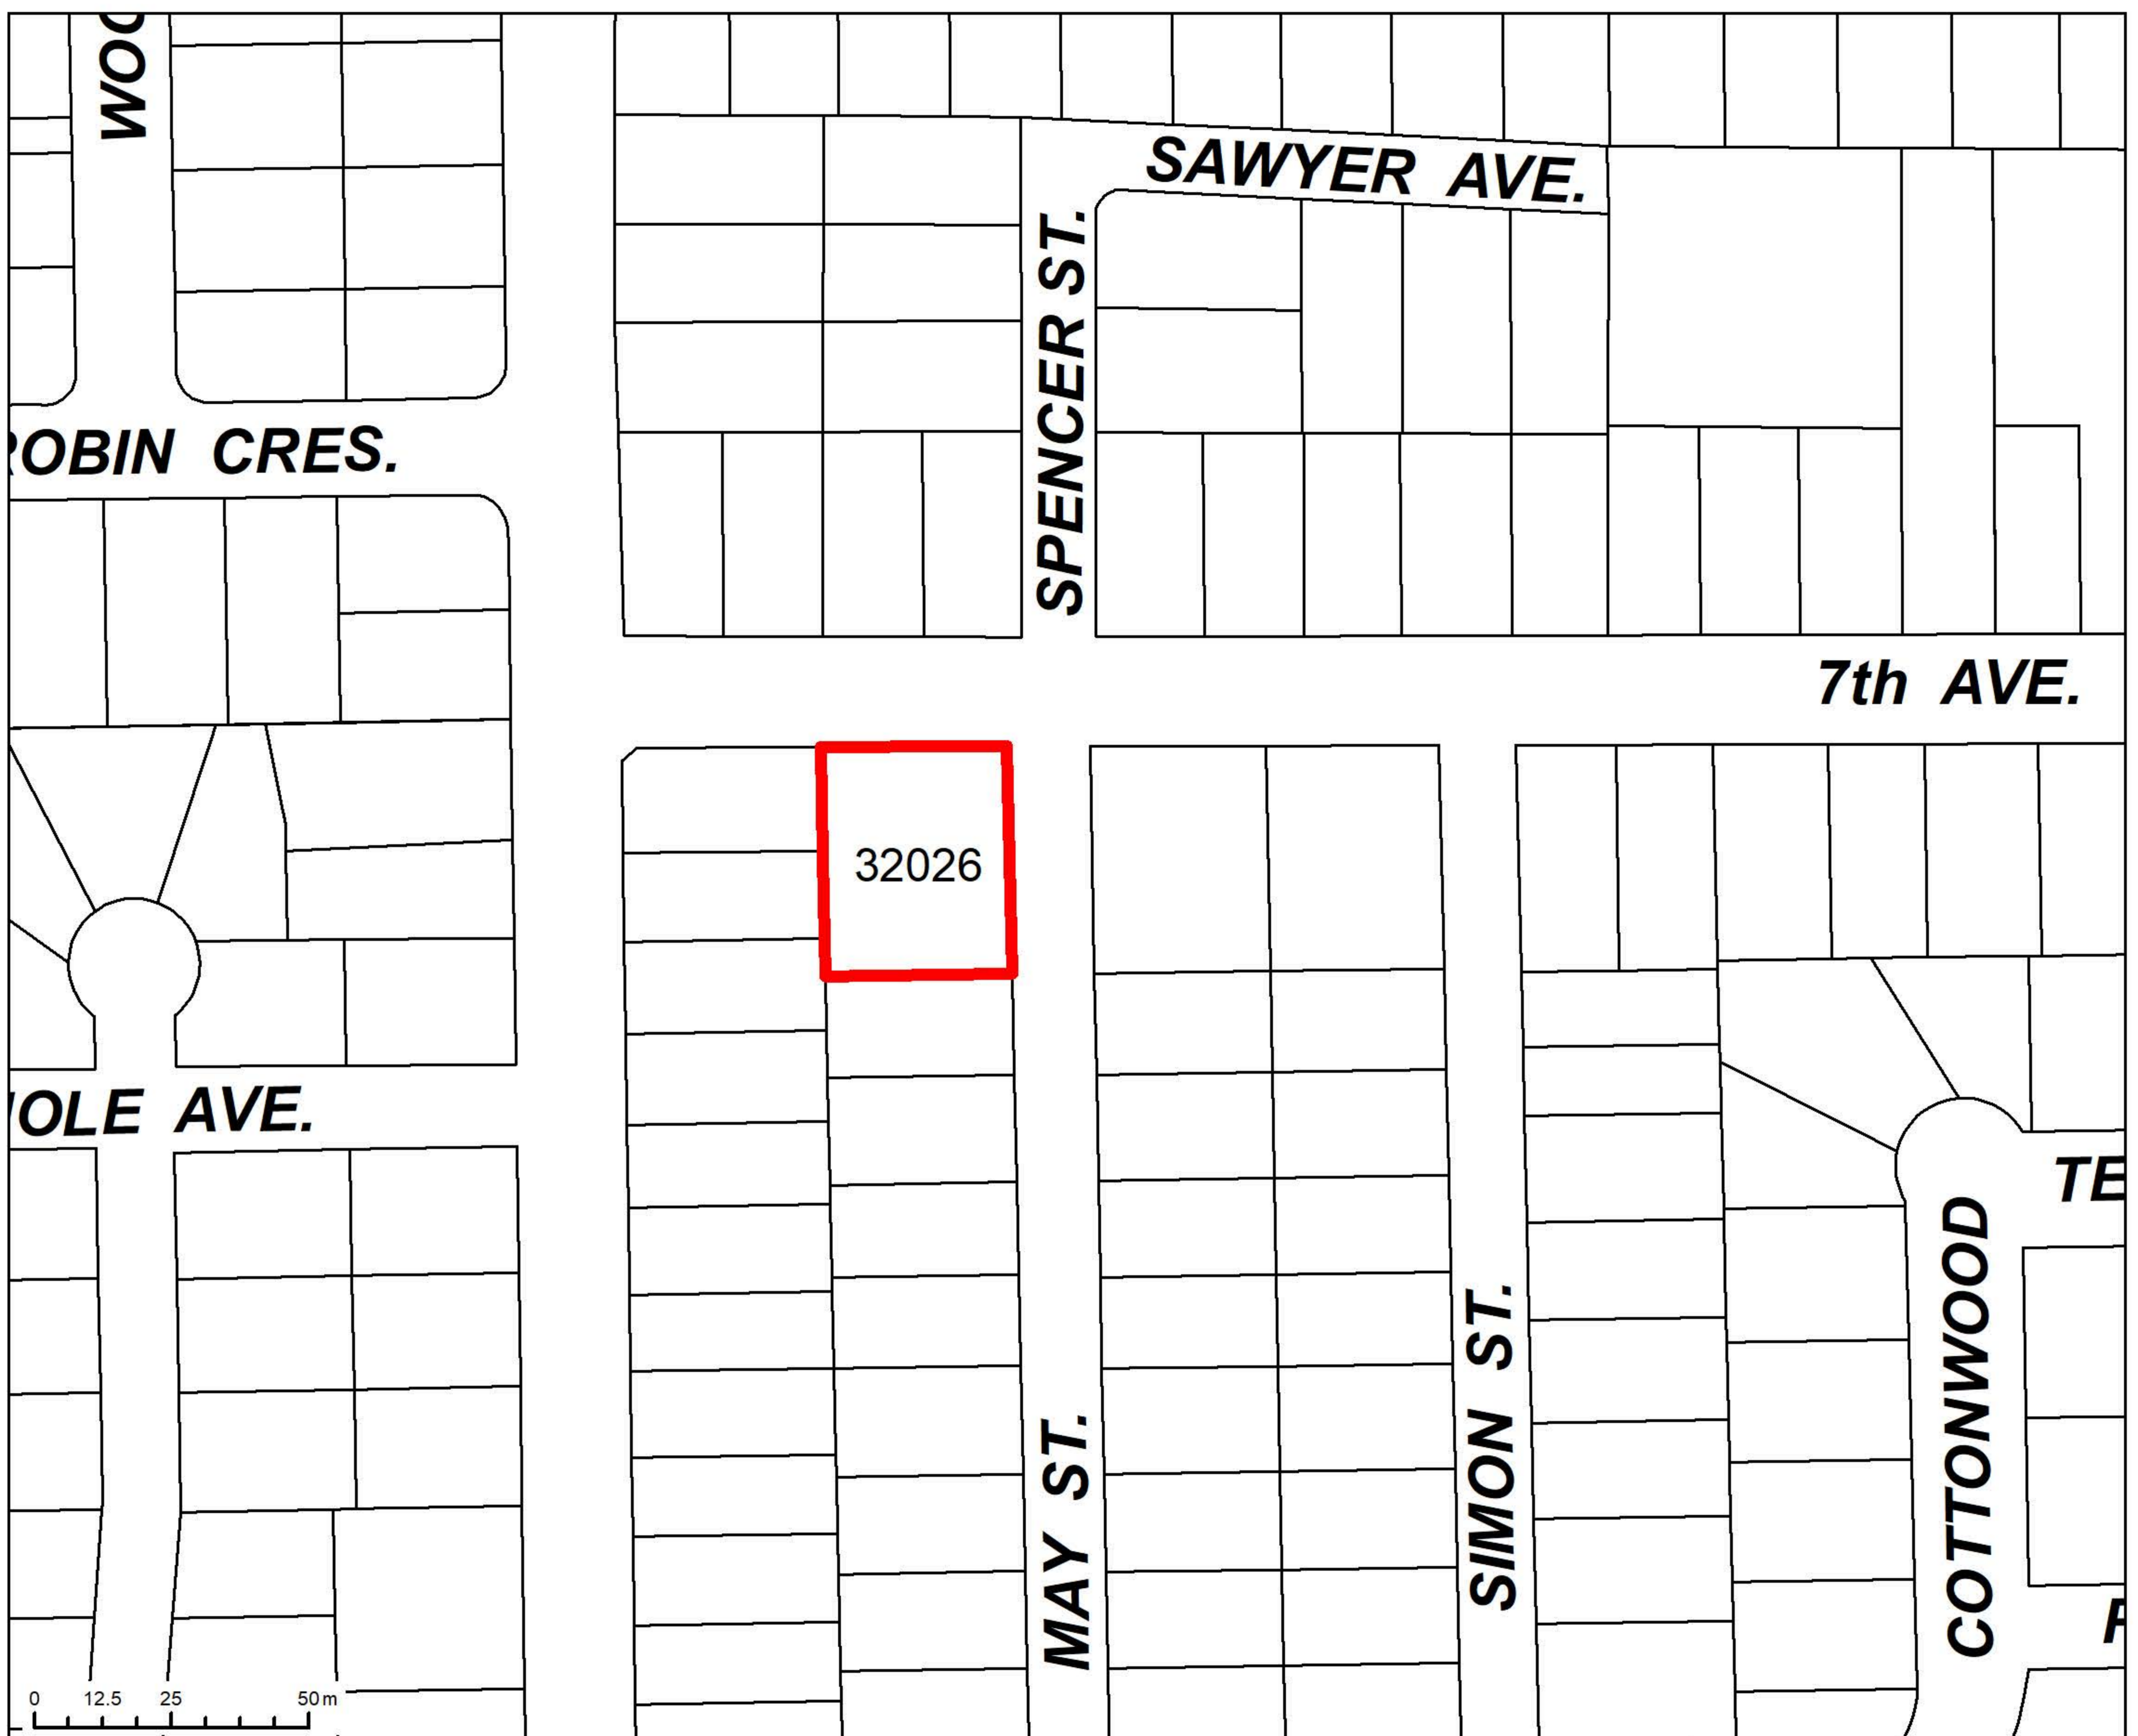 WOO
SAWYER AVE.
SPENCER ST.
ROBIN CRES.
7th AVE.
32026
OLE AVE.
TE
COTTONWOOD
SIMON ST.
MAY ST.
0 12.5 25 50 m